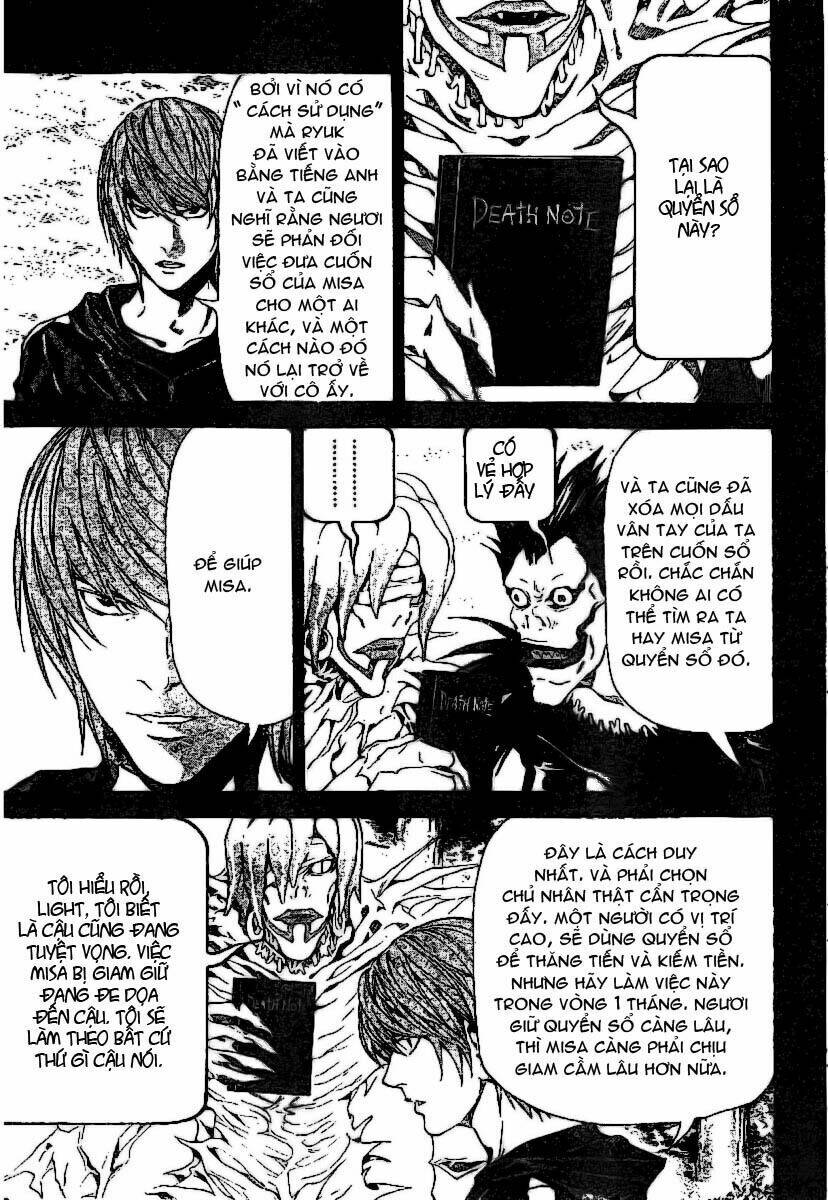 TẠI SAO
LẠI LÀ
QUYỂN SỔ
NÀY?
DEATH NOTE
BỞI VÌ NÓ CÓ
"CÁCH SỬ DỤNG"
MÀ RYUK
ĐÃ VIẾT VÀO
BẰNG TIẾNG ANH
VÀ TA CŨNG
NGHĨ RẰNG NGƯƠI
SẼ PHẢN ĐỐI
VIỆC ĐƯA CUỐN
SỔ CỦA MISA
CHO MỘT AI
KHÁC, VÀ MỘT
CÁCH NÀO ĐÓ
NÓ LẠI TRỞ VỀ
VỚI CÔ ẤY.
VÀ TA CŨNG ĐÃ
XÓA MỌI DẤU
VÂN TAY CỦA TA
TRÊN CUỐN SỔ
RỒI. CHẮC CHẮN
KHÔNG AI CÓ
THỂ TÌM RA TA
HAY MISA TỪ
QUYỂN SỔ ĐÓ.
CÓ
VẺ HỢP
LÝ ĐẤY
.........
.........
DEATH NOTE
ĐỂ GIÚP
MISA.
ĐÂY LÀ CÁCH DUY
NHẤT. VÀ PHẢI CHỌN
CHỦ NHÂN THẬT CẨN TRỌNG
ĐẤY. MỘT NGƯỜI CÓ VỊ TRÍ
CAO, SẼ DÙNG QUYỂN SỔ
ĐỂ THĂNG TIẾN VÀ KIẾM TIỀN.
NHƯNG HÃY LÀM VIỆC NÀY
TRONG VÒNG 1 THÁNG. NGƯƠI
GIỮ QUYỂN SỔ CÀNG LÂU,
THÌ MISA CÀNG PHẢI CHỊU
GIAM CẦM LÂU HƠN NỮA.
DEATH NOTE
TÔI HIỂU RỒI,
LIGHT, TÔI BIẾT
LÀ CẬU CŨNG ĐANG
TUYỆT VỌNG. VIỆC
MISA BỊ GIAM GIỮ
ĐANG ĐE DỌA
ĐẾN CẬU. TÔI SẼ
LÀM THEO BẤT CỨ
THỨ GÌ CẬU NÓI.